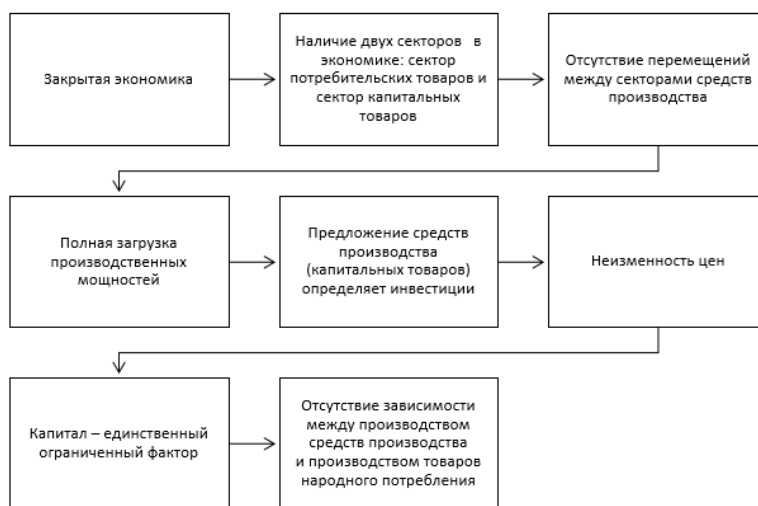 Закрытая экономика
Наличие двух секторов в
экономике: сектор
потребительских товаров и
сектор капитальных
товаров
Отсутствие перемещений
между секторами средств
производства
Полная загрузка
производственных
мощностей
Предложение средств
производства
(капитальных товаров)
определяет инвестиции
Неизменность цен
Капитал – единственный
ограниченный фактор
Отсутствие зависимости
между производством
средств производства
и производством товаров
народного потребления